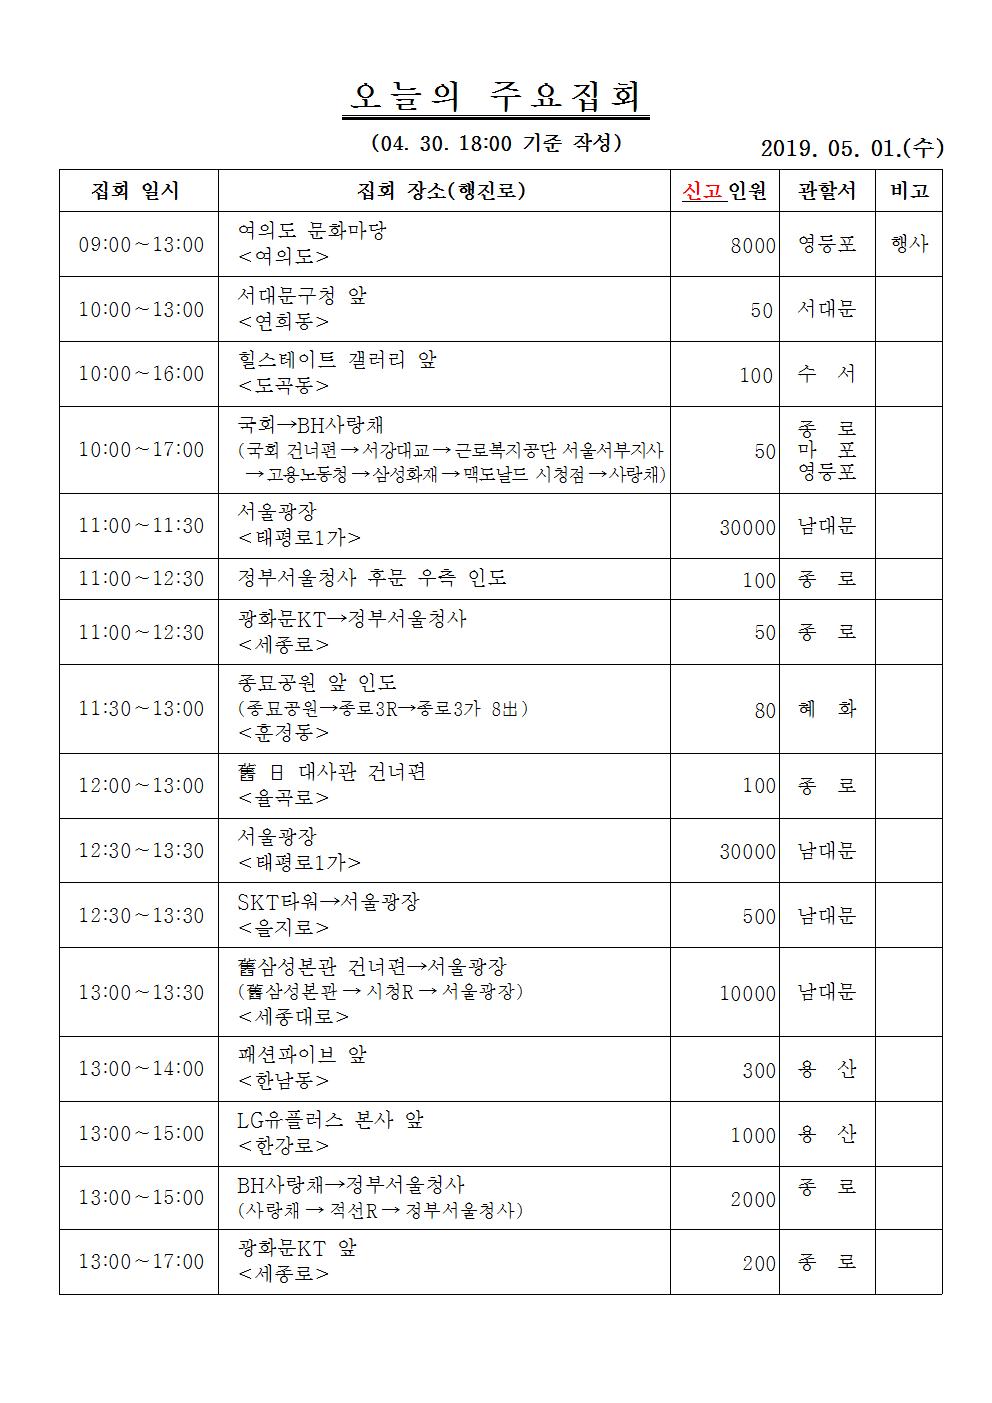 오늘의 주요집회
(04. 30. 18:00 기준 작성)
2019. 05. 01.(수)
집회 일시 집회 장소(행진로) 신고인원 관할서 비고
09:00~13:00 여의도 문화마당 8000 영등포 행사
<여의도>
10:00~13:00 서대문구청 앞 50 서대문
<연희동>
10:00~16:00 힐스테이트 갤러리 앞 100 수 서
<도곡동>
10:00~17:00 국회→BH사랑채 50 종 로
(국회 건너편→서강대교→근로복지공단 서울서부지사 마 포
→고용노동청→삼성화재→맥도날드 시청점→사랑채) 영등포
11:00~11:30 서울광장 30000 남대문
<태평로1가>
11:00~12:30 정부서울청사 후문 우측 인도 100 종 로
11:00~12:30 광화문KT→정부서울청사 50 종 로
<세종로>
11:30~13:00 종묘공원 앞 인도 80 혜 화
(종묘공원→종로3R→종로3가 8出)
<훈정동>
12:00~13:00 舊 日 대사관 건너편 100 종 로
<율곡로>
12:30~13:30 서울광장 30000 남대문
<태평로1가>
12:30~13:30 SKT타워→서울광장 500 남대문
<을지로>
13:00~13:30 舊삼성본관 건너편→서울광장 10000 남대문
(舊삼성본관→시청R→서울광장)
<세종대로>
13:00~14:00 패션파이브 앞 300 용 산
<한남동>
13:00~15:00 LG유플러스 본사 앞 1000 용 산
<한강로>
13:00~15:00 BH사랑채→정부서울청사 2000 종 로
(사랑채→적선R→정부서울청사)
13:00~17:00 광화문KT 앞 200 종 로
<세종로>